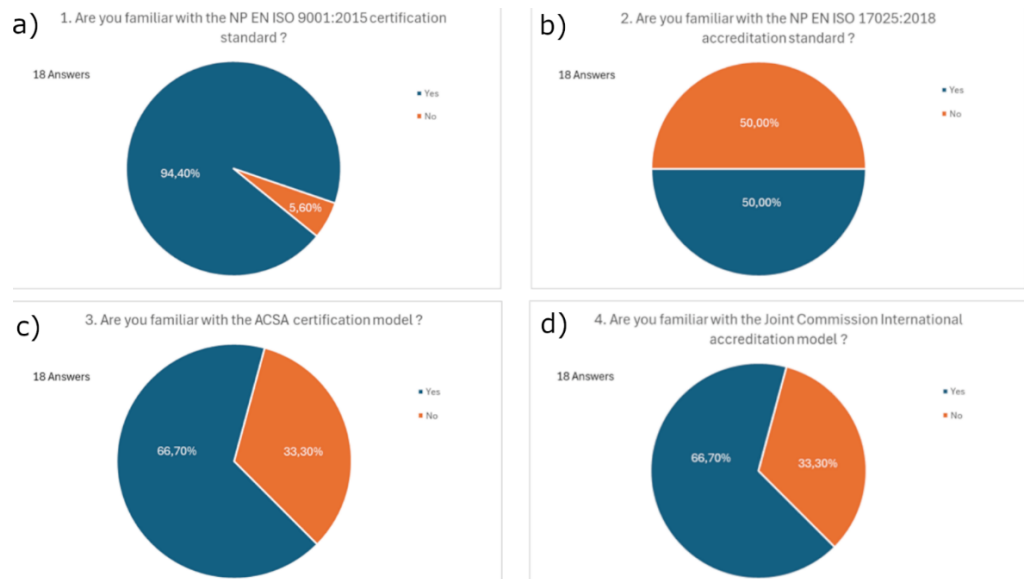 a)
1. Are you familiar with the NP EN ISO 9001:2015 certification
standard ?
18 Answers
Yes
No
94,40%
5,60%
b)
2. Are you familiar with the NP EN ISO 17025:2018
accreditation standard ?
18 Answers
Yes
No
50,00%
50,00%
c)
3. Are you familiar with the ACSA certification model ?
18 Answers
Yes
No
66,70%
33,30%
d)
4. Are you familiar with the Joint Commission International
accreditation model ?
18 Answers
Yes
No
66,70%
33,30%